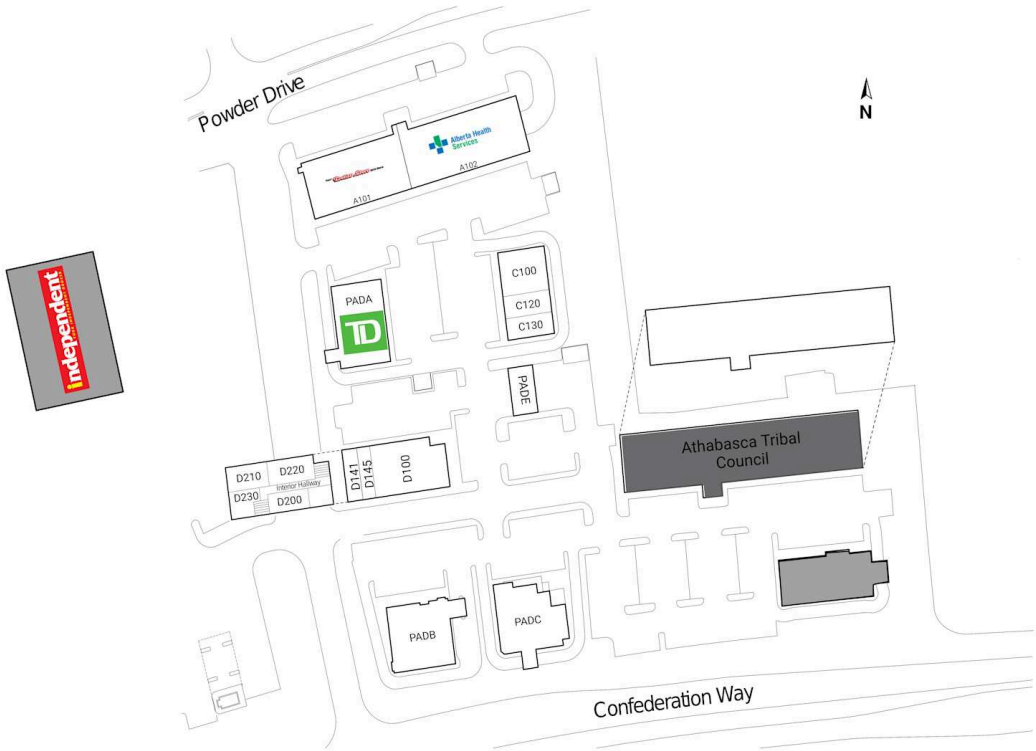 Powder Drive
N
Alberta Health
Services
A102
A101
independent
PADA
TD
C100
C120
C130
PADE
Athabasca Tribal
Council
D210
D220
Interior Hallway
D230
D200
D141
D145
D100
PADB
PADC
Confederation Way